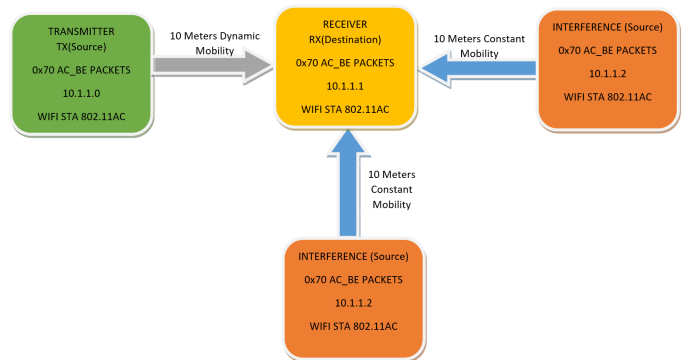 TRANSMITTER
TX(Source)
0x70 AC_BE PACKETS
10.1.1.0
WIFI STA 802.11AC
10 Meters Dynamic
Mobility
RECEIVER
RX(Destination)
0x70 AC_BE PACKETS
10.1.1.1
WIFI STA 802.11AC
10 Meters Constant
Mobility
INTERFERENCE (Source)
0x70 AC_BE PACKETS
10.1.1.2
WIFI STA 802.11AC
10 Meters
Constant
Mobility
INTERFERENCE (Source)
0x70 AC_BE PACKETS
10.1.1.2
WIFI STA 802.11AC